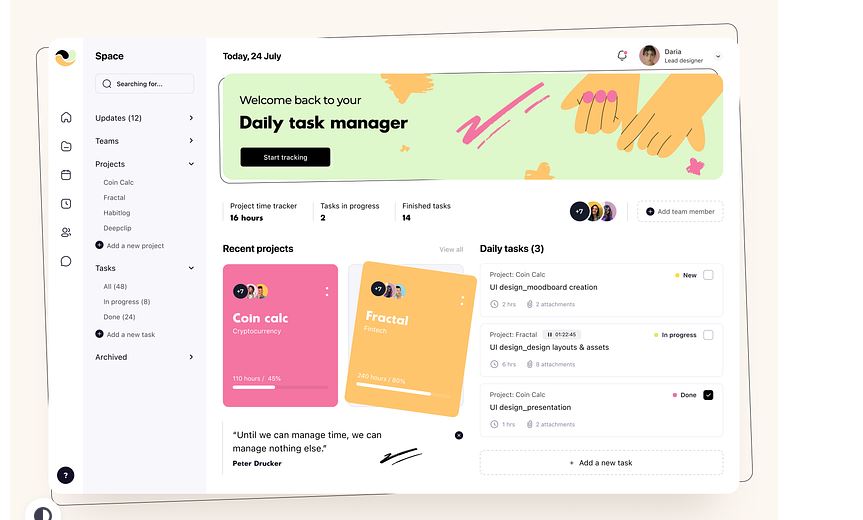 Space
Searching for...
Updates (12)
Teams
Projects
Coin Calc
Fractal
Habitlog
Deepclip
Add a new project
Tasks
All (48)
In progress (8)
Done (24)
Add a new task
Archived
?
Today, 24 July
Daria
Lead designer
Welcome back to your
Daily task manager
Start tracking
Project time tracker
16 hours
Tasks in progress
2
Finished tasks
14
+7
Add team member
Recent projects
View all
+7
Coin calc
Cryptocurrency
110 hours / 45%
+7
Fractal
Fintech
240 hours / 80%
“Until we can manage time, we can
manage nothing else.”
Peter Drucker
Daily tasks (3)
Project: Coin Calc
New
UI design_moodboard creation
2 hrs
2 attachments
Project: Fractal
01:22:45
In progress
UI design_design layouts & assets
6 hrs
8 attachments
Project: Coin Calc
Done
UI design_presentation
1 hrs
2 attachments
+ Add a new task